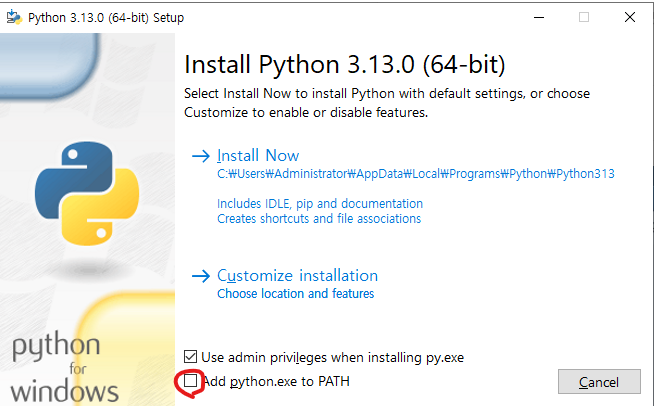 Python 3.13.0 (64-bit) Setup
Install Python 3.13.0 (64-bit)
Select Install Now to install Python with default settings, or choose
Customize to enable or disable features.
Install Now
C:₩Users₩Administrator₩AppData₩Local₩Programs₩Python₩Python313
Includes IDLE, pip and documentation
Creates shortcuts and file associations
Customize installation
Choose location and features
Use admin privileges when installing py.exe
Add python.exe to PATH
Cancel
python
for
windows